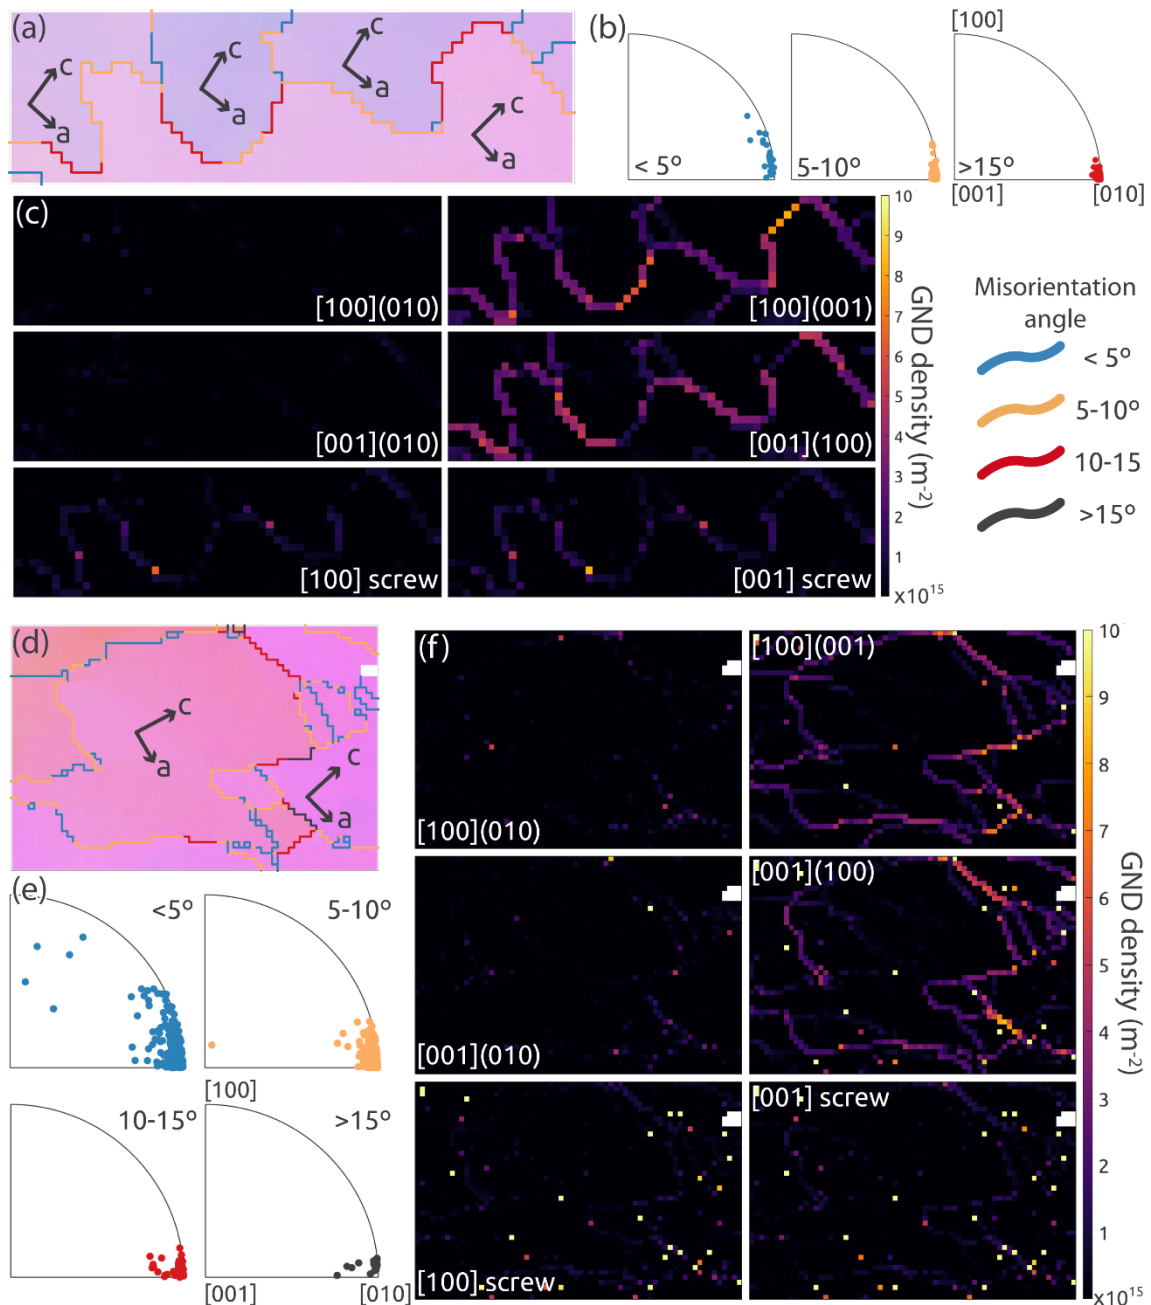 (a)
c
a
c
a
c
a
c
a
(b)
[100]
< 5°
5-10°
>15°
[001]
[010]
(c)
[100](010)
[100](001)
[001](010)
[001](100)
[100] screw
[001] screw
10
9
8
7
6
5
4
3
2
1
x10¹⁵
GND density (m⁻²)
Misorientation
angle
< 5°
5-10°
10-15
>15°
(d)
c
a
c
a
(e)
<5°
5-10°
[100]
10-15°
>15°
[001]
[010]
(f)
[100](010)
[100](001)
[001](010)
[001](100)
[100] screw
[001] screw
10
9
8
7
6
5
4
3
2
1
x10¹⁵
GND density (m⁻²)